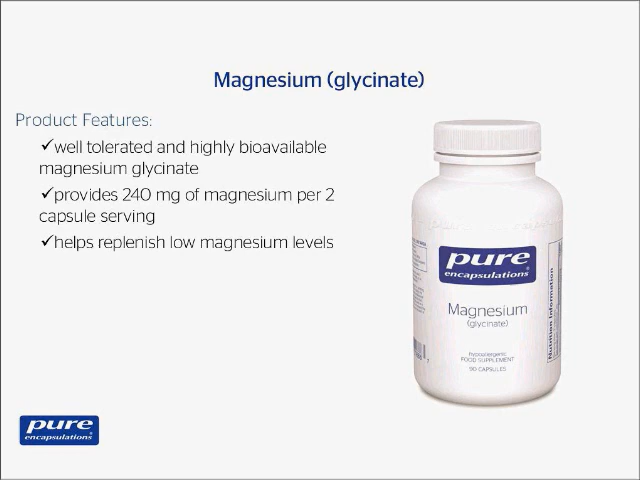 Magnesium (glycinate)
Product Features:
✓well tolerated and highly bioavailable
magnesium glycinate
✓provides 240 mg of magnesium per 2
capsule serving
✓helps replenish low magnesium levels
pure
encapsulations®
Magnesium
(glycinate)
hypoallergenic
FOOD SUPPLEMENT
90 CAPSULES
Nutrition Information
pure
encapsulations®